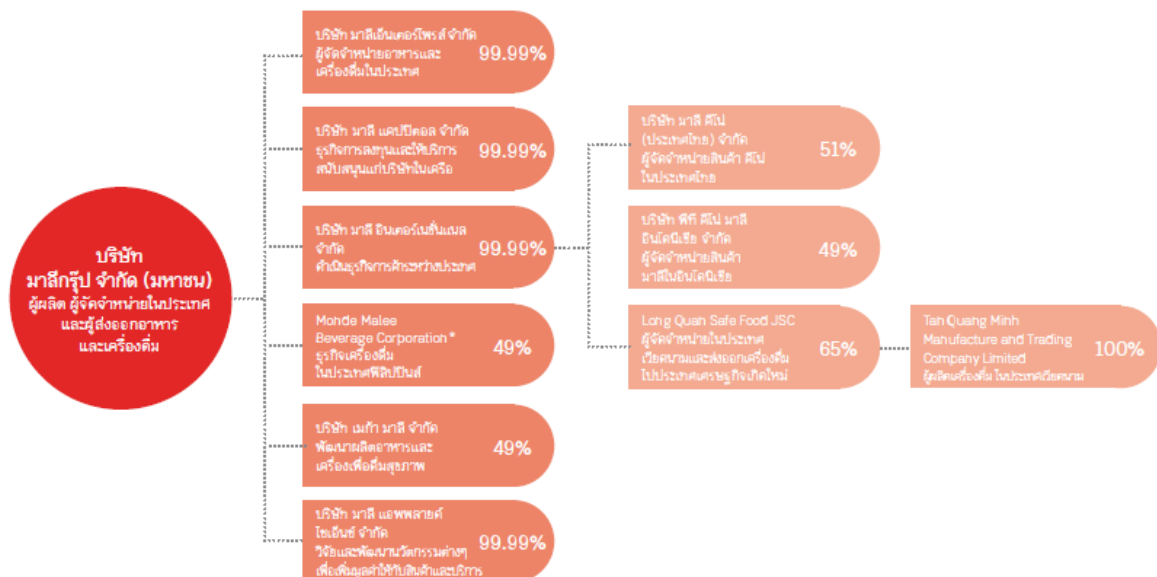 บริษัท
มาลีกรุ๊ป จำกัด (มหาชน)
ผู้ผลิต ผู้จัดจำหน่ายในประเทศ
และผู้ส่งออกอาหาร
และเครื่องดื่ม
บริษัท มาลีเอ็นเตอร์ไพรส์ จำกัด
ผู้จัดจำหน่ายอาหารและ
เครื่องดื่มในประเทศ
99.99%
บริษัท มาลี แคปปิตอล จำกัด
ธุรกิจการลงทุนและให้บริการ
สนับสนุนแก่บริษัทในเครือ
99.99%
บริษัท มาลี อินเตอร์เนชั่นแนล
จำกัด
ดำเนินธุรกิจการค้าระหว่างประเทศ
99.99%
Monde Malee
Beverage Corporation*
ธุรกิจเครื่องดื่ม
ในประเทศฟิลิปปินส์
49%
บริษัท เมก้า มาลี จำกัด
พัฒนาผลิตอาหารและ
เครื่องเพื่อดื่มสุขภาพ
49%
บริษัท มาลี แอพพลายด์
ไซเอ็นซ์ จำกัด
วิจัยและพัฒนานวัตกรรมต่างๆ
เพื่อเพิ่มมูลค่าให้กับสินค้าและบริการ
99.99%
บริษัท มาลี คีโน่
(ประเทศไทย) จำกัด
ผู้จัดจำหน่ายสินค้า คีโน่
ในประเทศไทย
51%
บริษัท พีที คีโน่ มาลี
อินโดนีเซีย จำกัด
ผู้จัดจำหน่ายสินค้า
มาลีในอินโดนีเซีย
49%
Long Quan Safe Food JSC
ผู้จัดจำหน่ายในประเทศ
เวียดนามและส่งออกเครื่องดื่ม
ไปประเทศเศรษฐกิจเกิดใหม่
65%
Tan Quang Minh
Manufacture and Trading
Company Limited
ผู้ผลิตเครื่องดื่ม ในประเทศเวียดนาม
100%